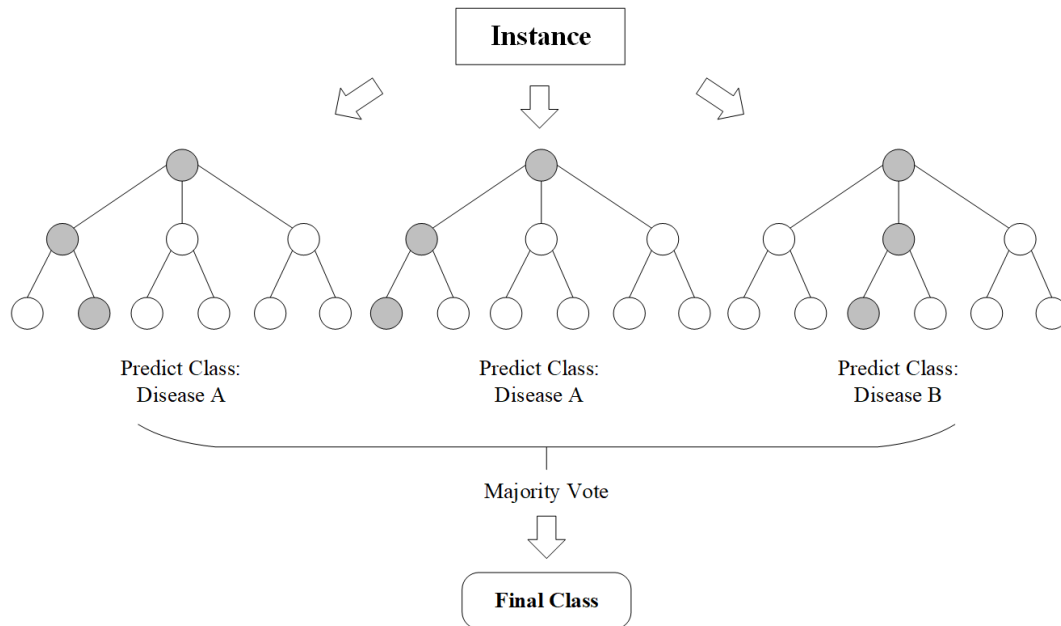 Instance
Predict Class:
Disease A
Predict Class:
Disease A
Predict Class:
Disease B
Majority Vote
Final Class